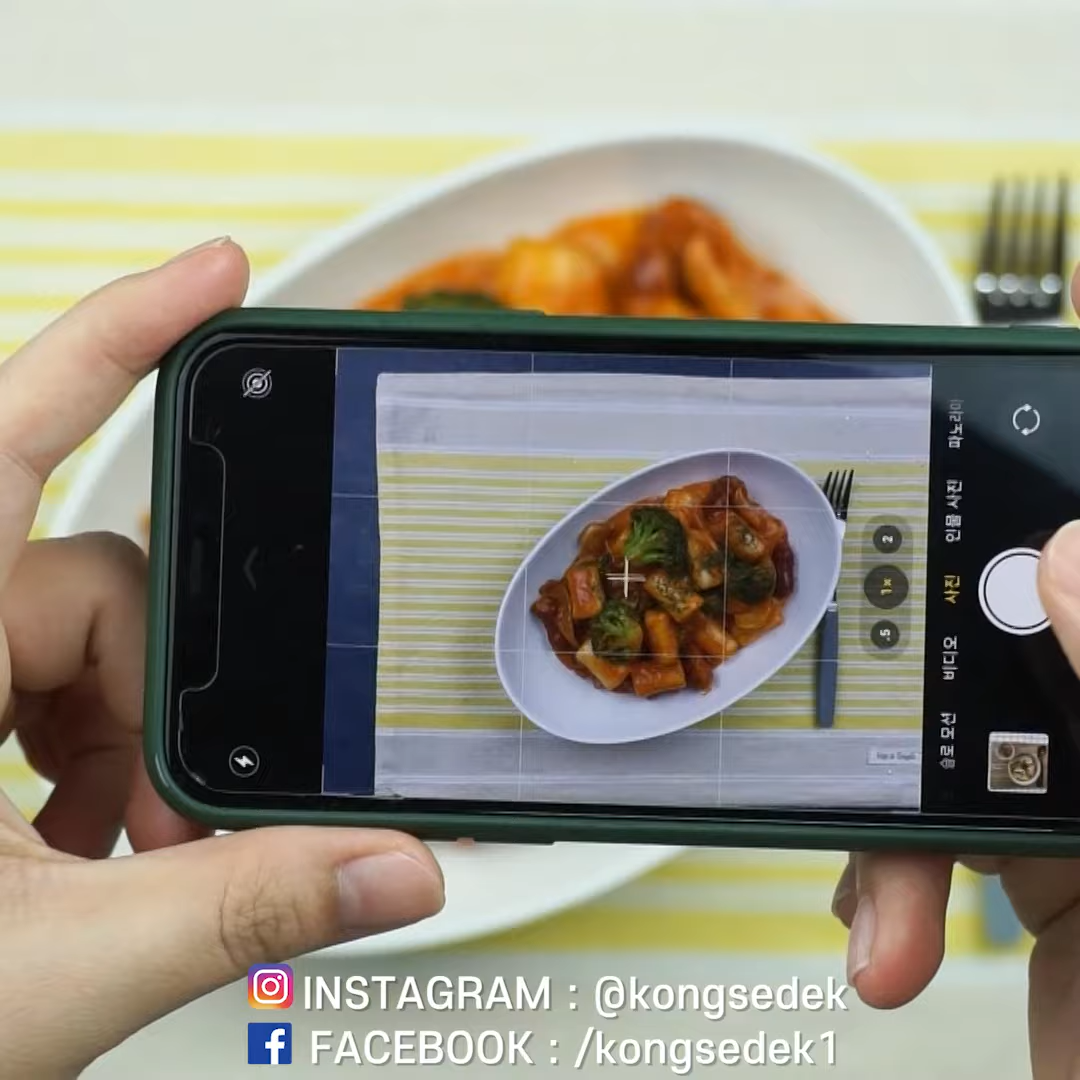 파노라마
인물 사진
사진
비디오
슬로 모션
2
1×
.5
INSTAGRAM : @kongsedek
FACEBOOK : /kongsedek1